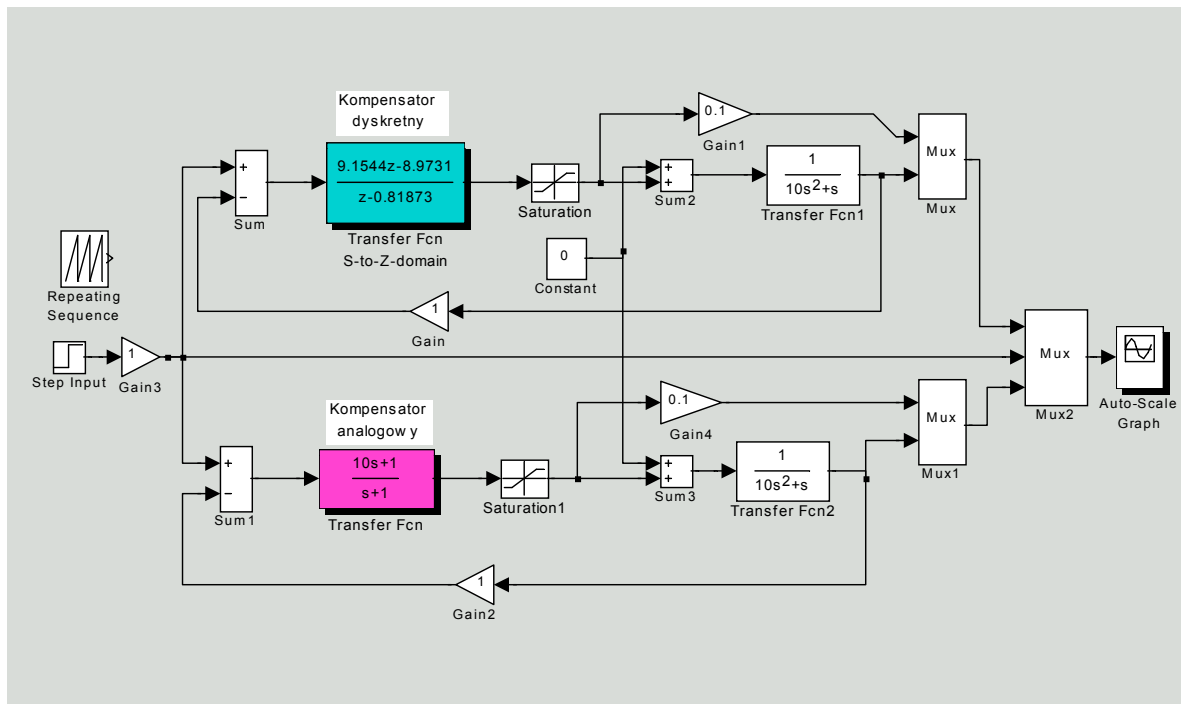 Kompensator
dyskretny
9.1544z-8.9731
z-0.81873
Transfer Fcn
S-to-Z-domain
+
−
Sum
Saturation
0.1
Gain1
+
+
Sum2
1
10s²+s
Transfer Fcn1
Mux
Mux
0
Constant
Repeating
Sequence
1
Gain
Step Input
1
Gain3
Mux
Mux2
Auto-Scale
Graph
Kompensator
analogowy
10s+1
s+1
Transfer Fcn
+
−
Sum1
Saturation1
0.1
Gain4
+
+
Sum3
1
10s²+s
Transfer Fcn2
Mux
Mux1
1
Gain2